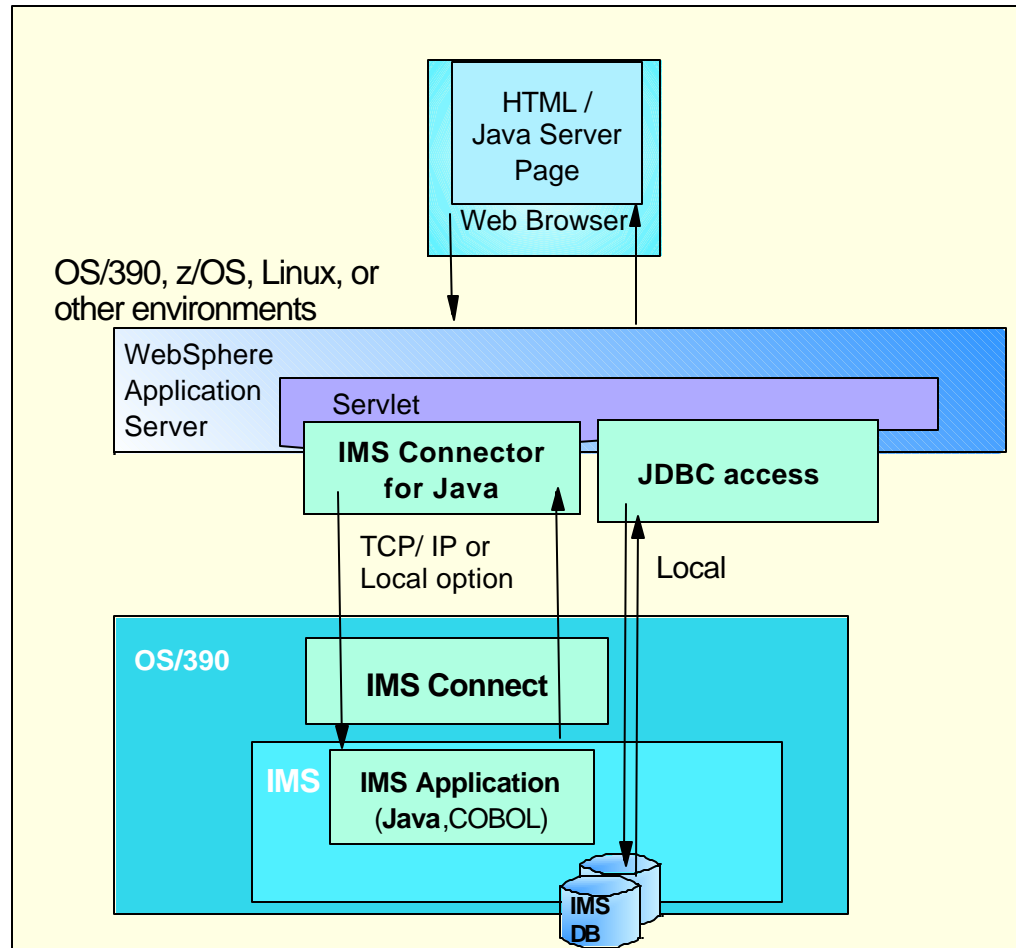 HTML /
Java Server
Page
Web Browser
OS/390, z/OS, Linux, or
other environments
WebSphere
Application
Server
Servlet
IMS Connector
for Java
JDBC access
TCP/ IP or
Local option
Local
OS/390
IMS Connect
IMS
IMS Application
(Java,COBOL)
IMS
DB